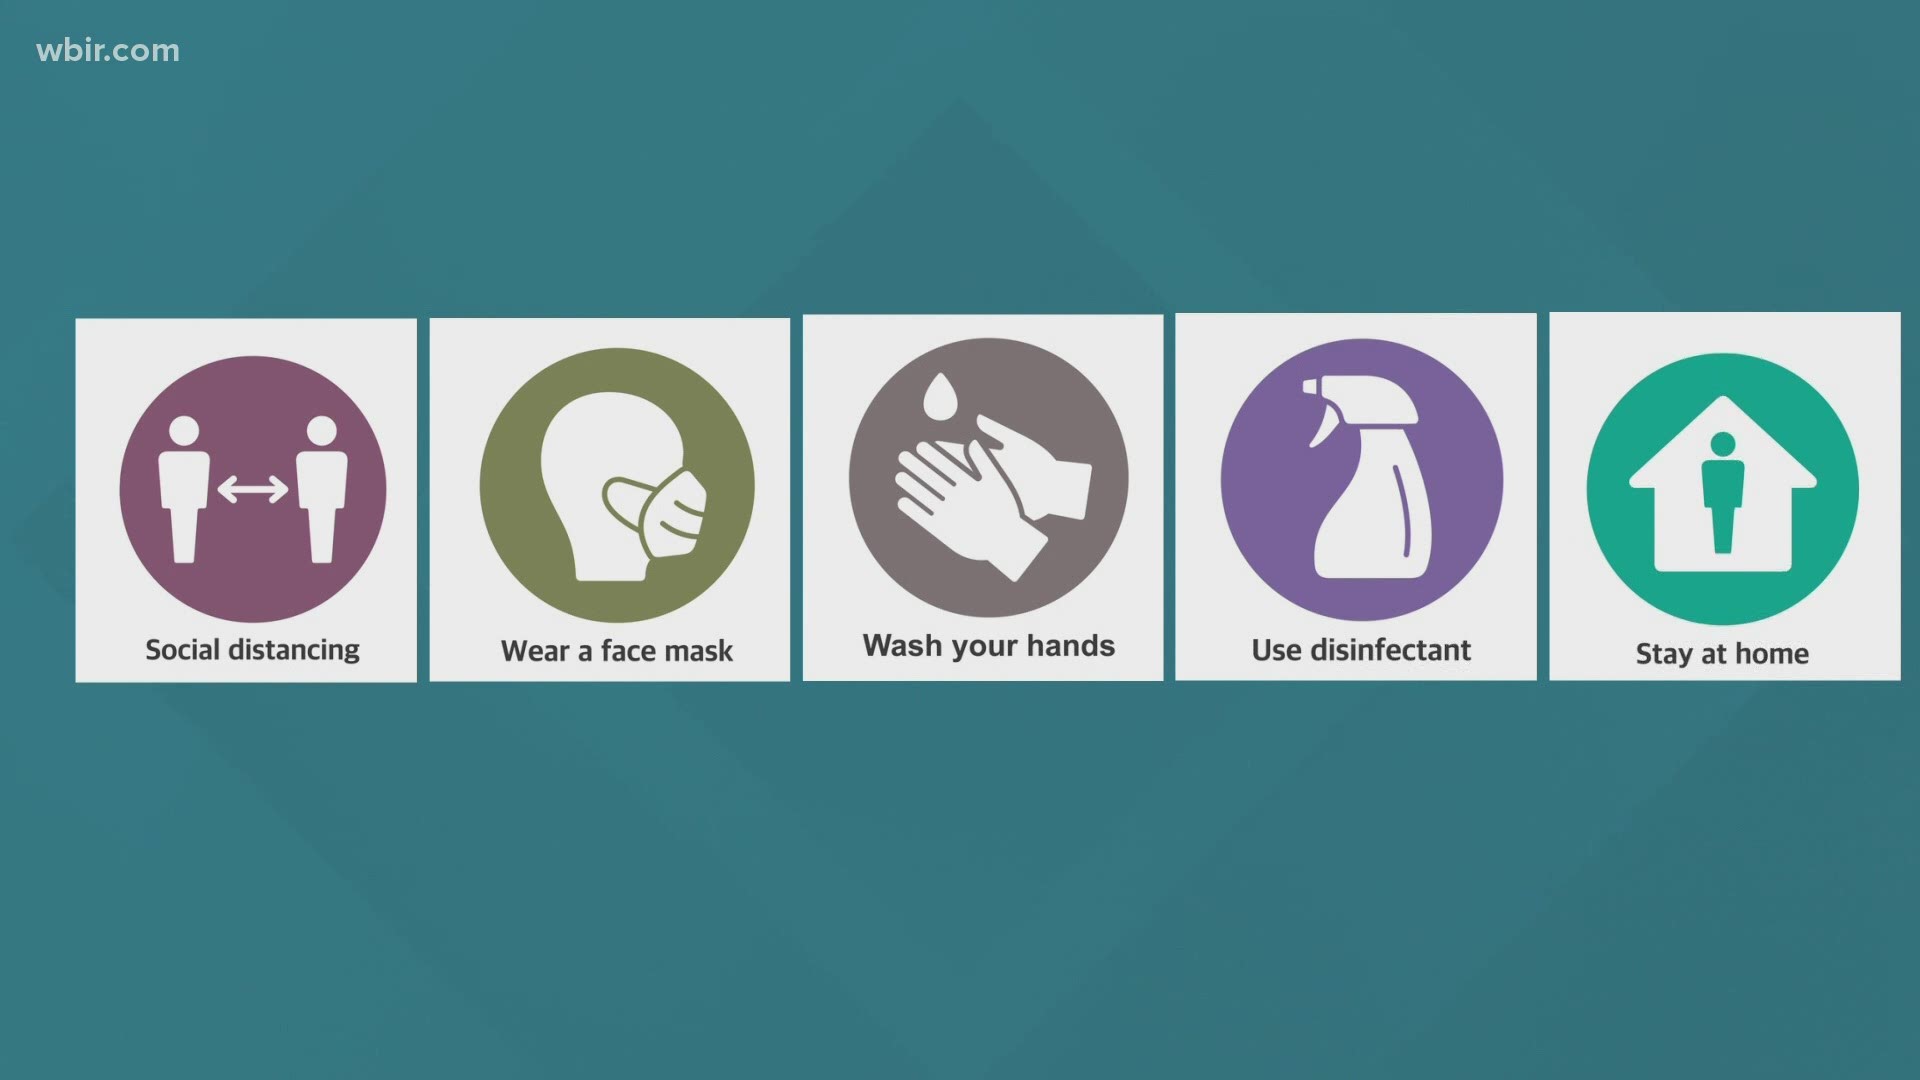 wbir.com
Social distancing
Wear a face mask
Wash your hands
Use disinfectant
Stay at home